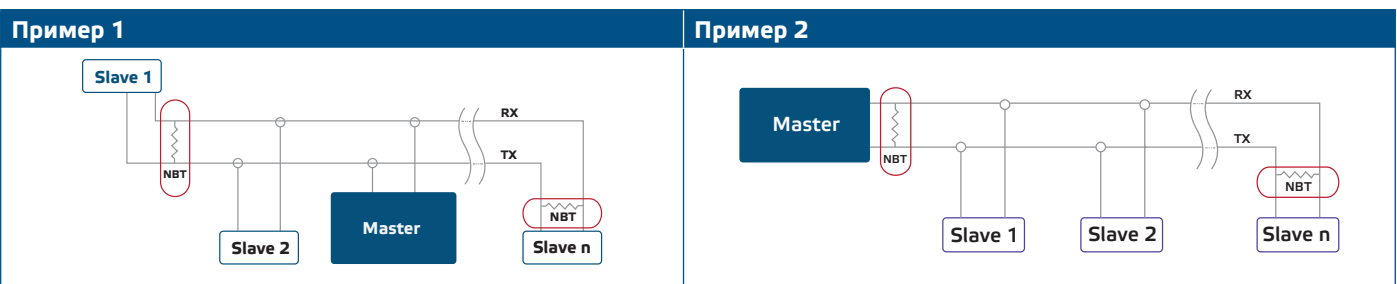 Пример 1
Slave 1
RX
TX
NBT
NBT
Slave 2
Master
Slave n
Пример 2
Master
RX
TX
NBT
NBT
Slave 1
Slave 2
Slave n